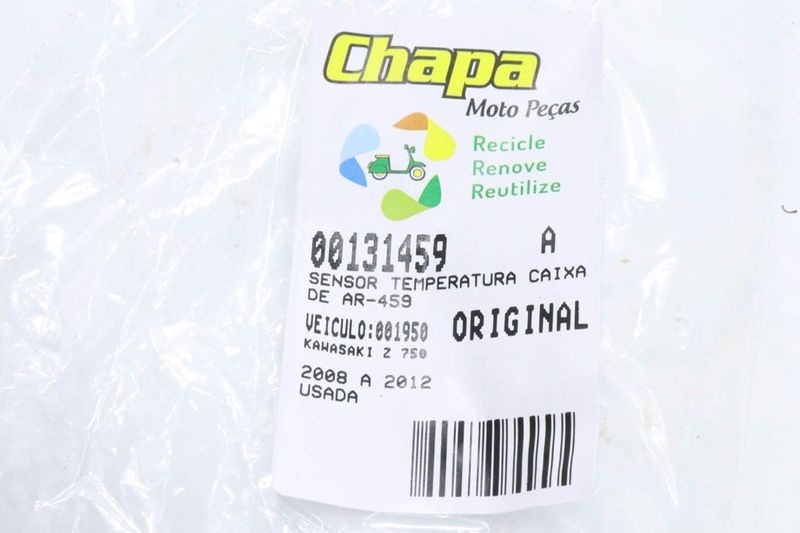 Chapa
Moto Peças
Recicle
Renove
Reutilize
00131459 A
SENSOR TEMPERATURA CAIXA
DE AR-459
VEICULO:001950 ORIGINAL
KAWASAKI Z 750
2008 A 2012
USADA